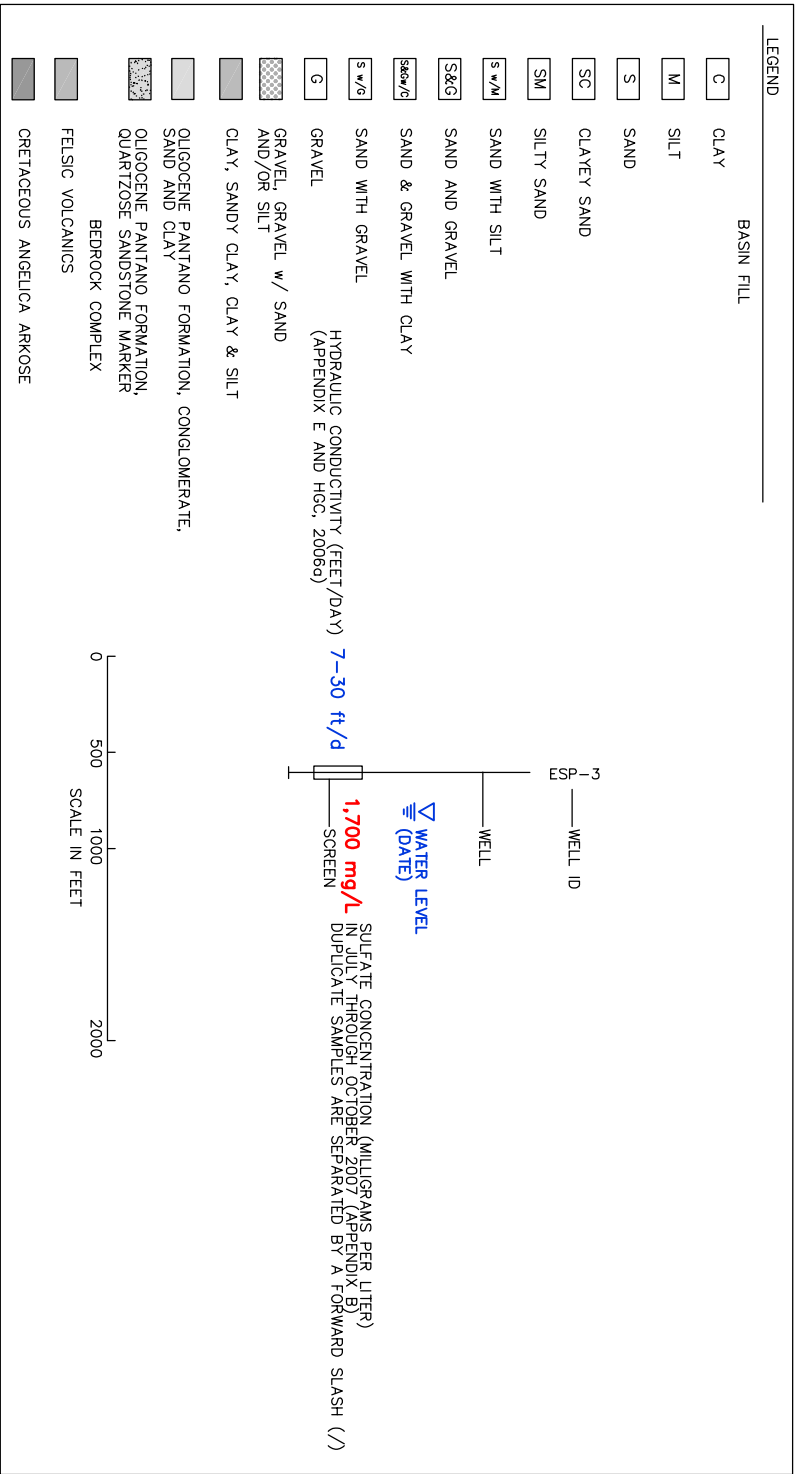 LEGEND
BASIN FILL
C CLAY
M SILT
S SAND
SC CLAYEY SAND
SM SILTY SAND
S w/M SAND WITH SILT
S&G SAND AND GRAVEL
S&Gw/C SAND & GRAVEL WITH CLAY
S w/G SAND WITH GRAVEL
G GRAVEL
GRAVEL, GRAVEL w/ SAND
AND/OR SILT
CLAY, SANDY CLAY, CLAY & SILT
OLIGOCENE PANTANO FORMATION, CONGLOMERATE,
SAND AND CLAY
OLIGOCENE PANTANO FORMATION,
QUARTZOSE SANDSTONE MARKER
BEDROCK COMPLEX
FELSIC VOLCANICS
CRETACEOUS ANGELICA ARKOSE
ESP-3
WELL ID
WELL
WATER LEVEL
(DATE)
HYDRAULIC CONDUCTIVITY (FEET/DAY)
(APPENDIX E AND HGC, 2006a)
7-30 ft/d
1,700 mg/L
SULFATE CONCENTRATION (MILLIGRAMS PER LITER)
IN JULY THROUGH OCTOBER 2007 (APPENDIX B)
DUPLICATE SAMPLES ARE SEPARATED BY A FORWARD SLASH (/)
SCREEN
0 500 1000 2000
SCALE IN FEET